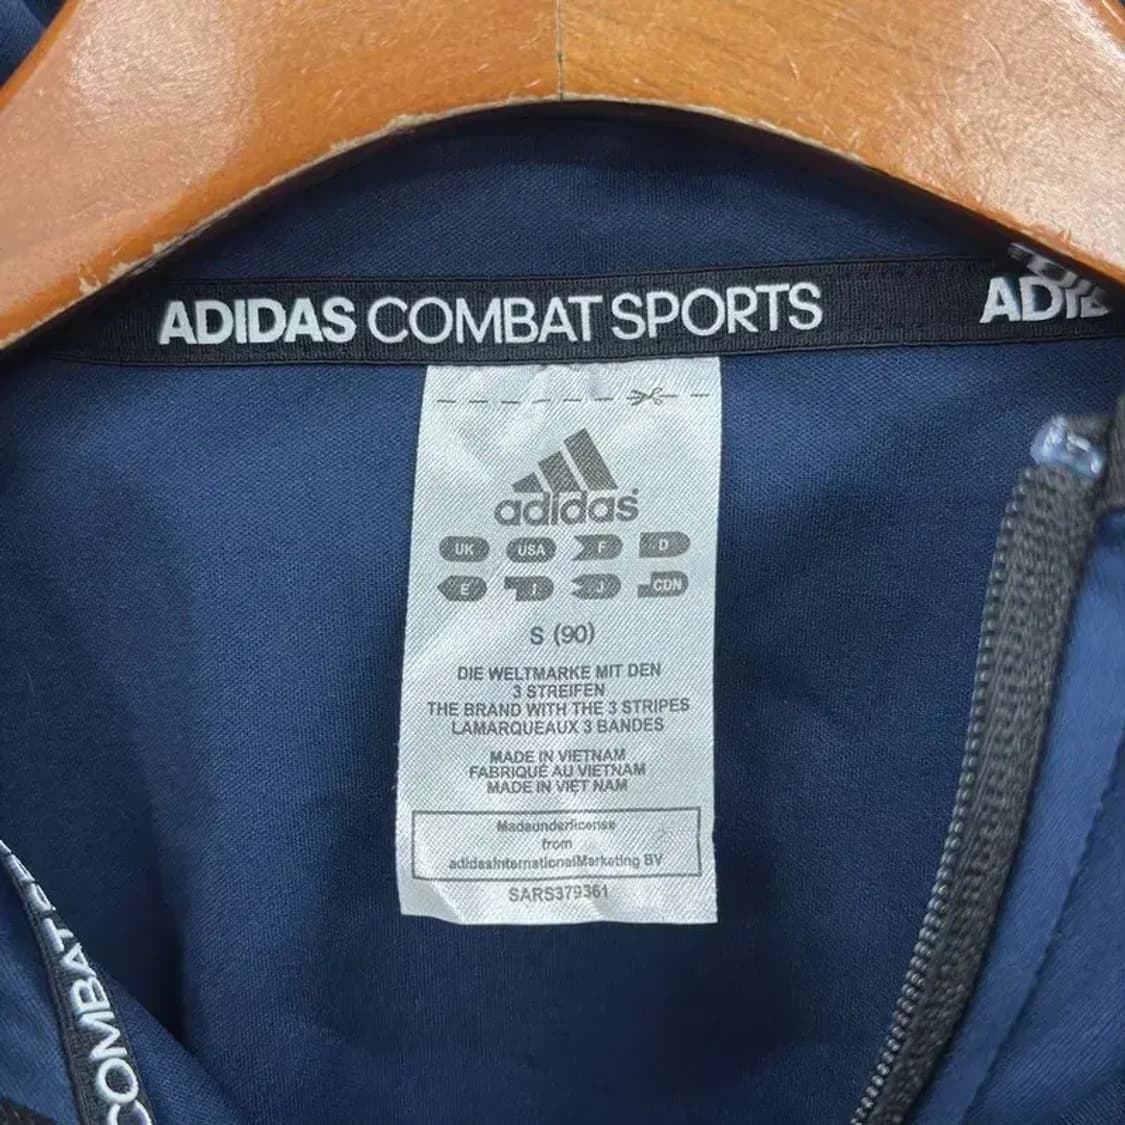 ADIDAS COMBAT SPORTS
ADIDAS
adidas
UK USA F D
E I J CDN
S (90)
DIE WELTMARKE MIT DEN
3 STREIFEN
THE BRAND WITH THE 3 STRIPES
LAMARQUEAUX 3 BANDES
MADE IN VIETNAM
FABRIQUÉ AU VIETNAM
MADE IN VIET NAM
Madeunderlicense
from
adidasInternationalMarketing BV
SARS379361
COMBAT